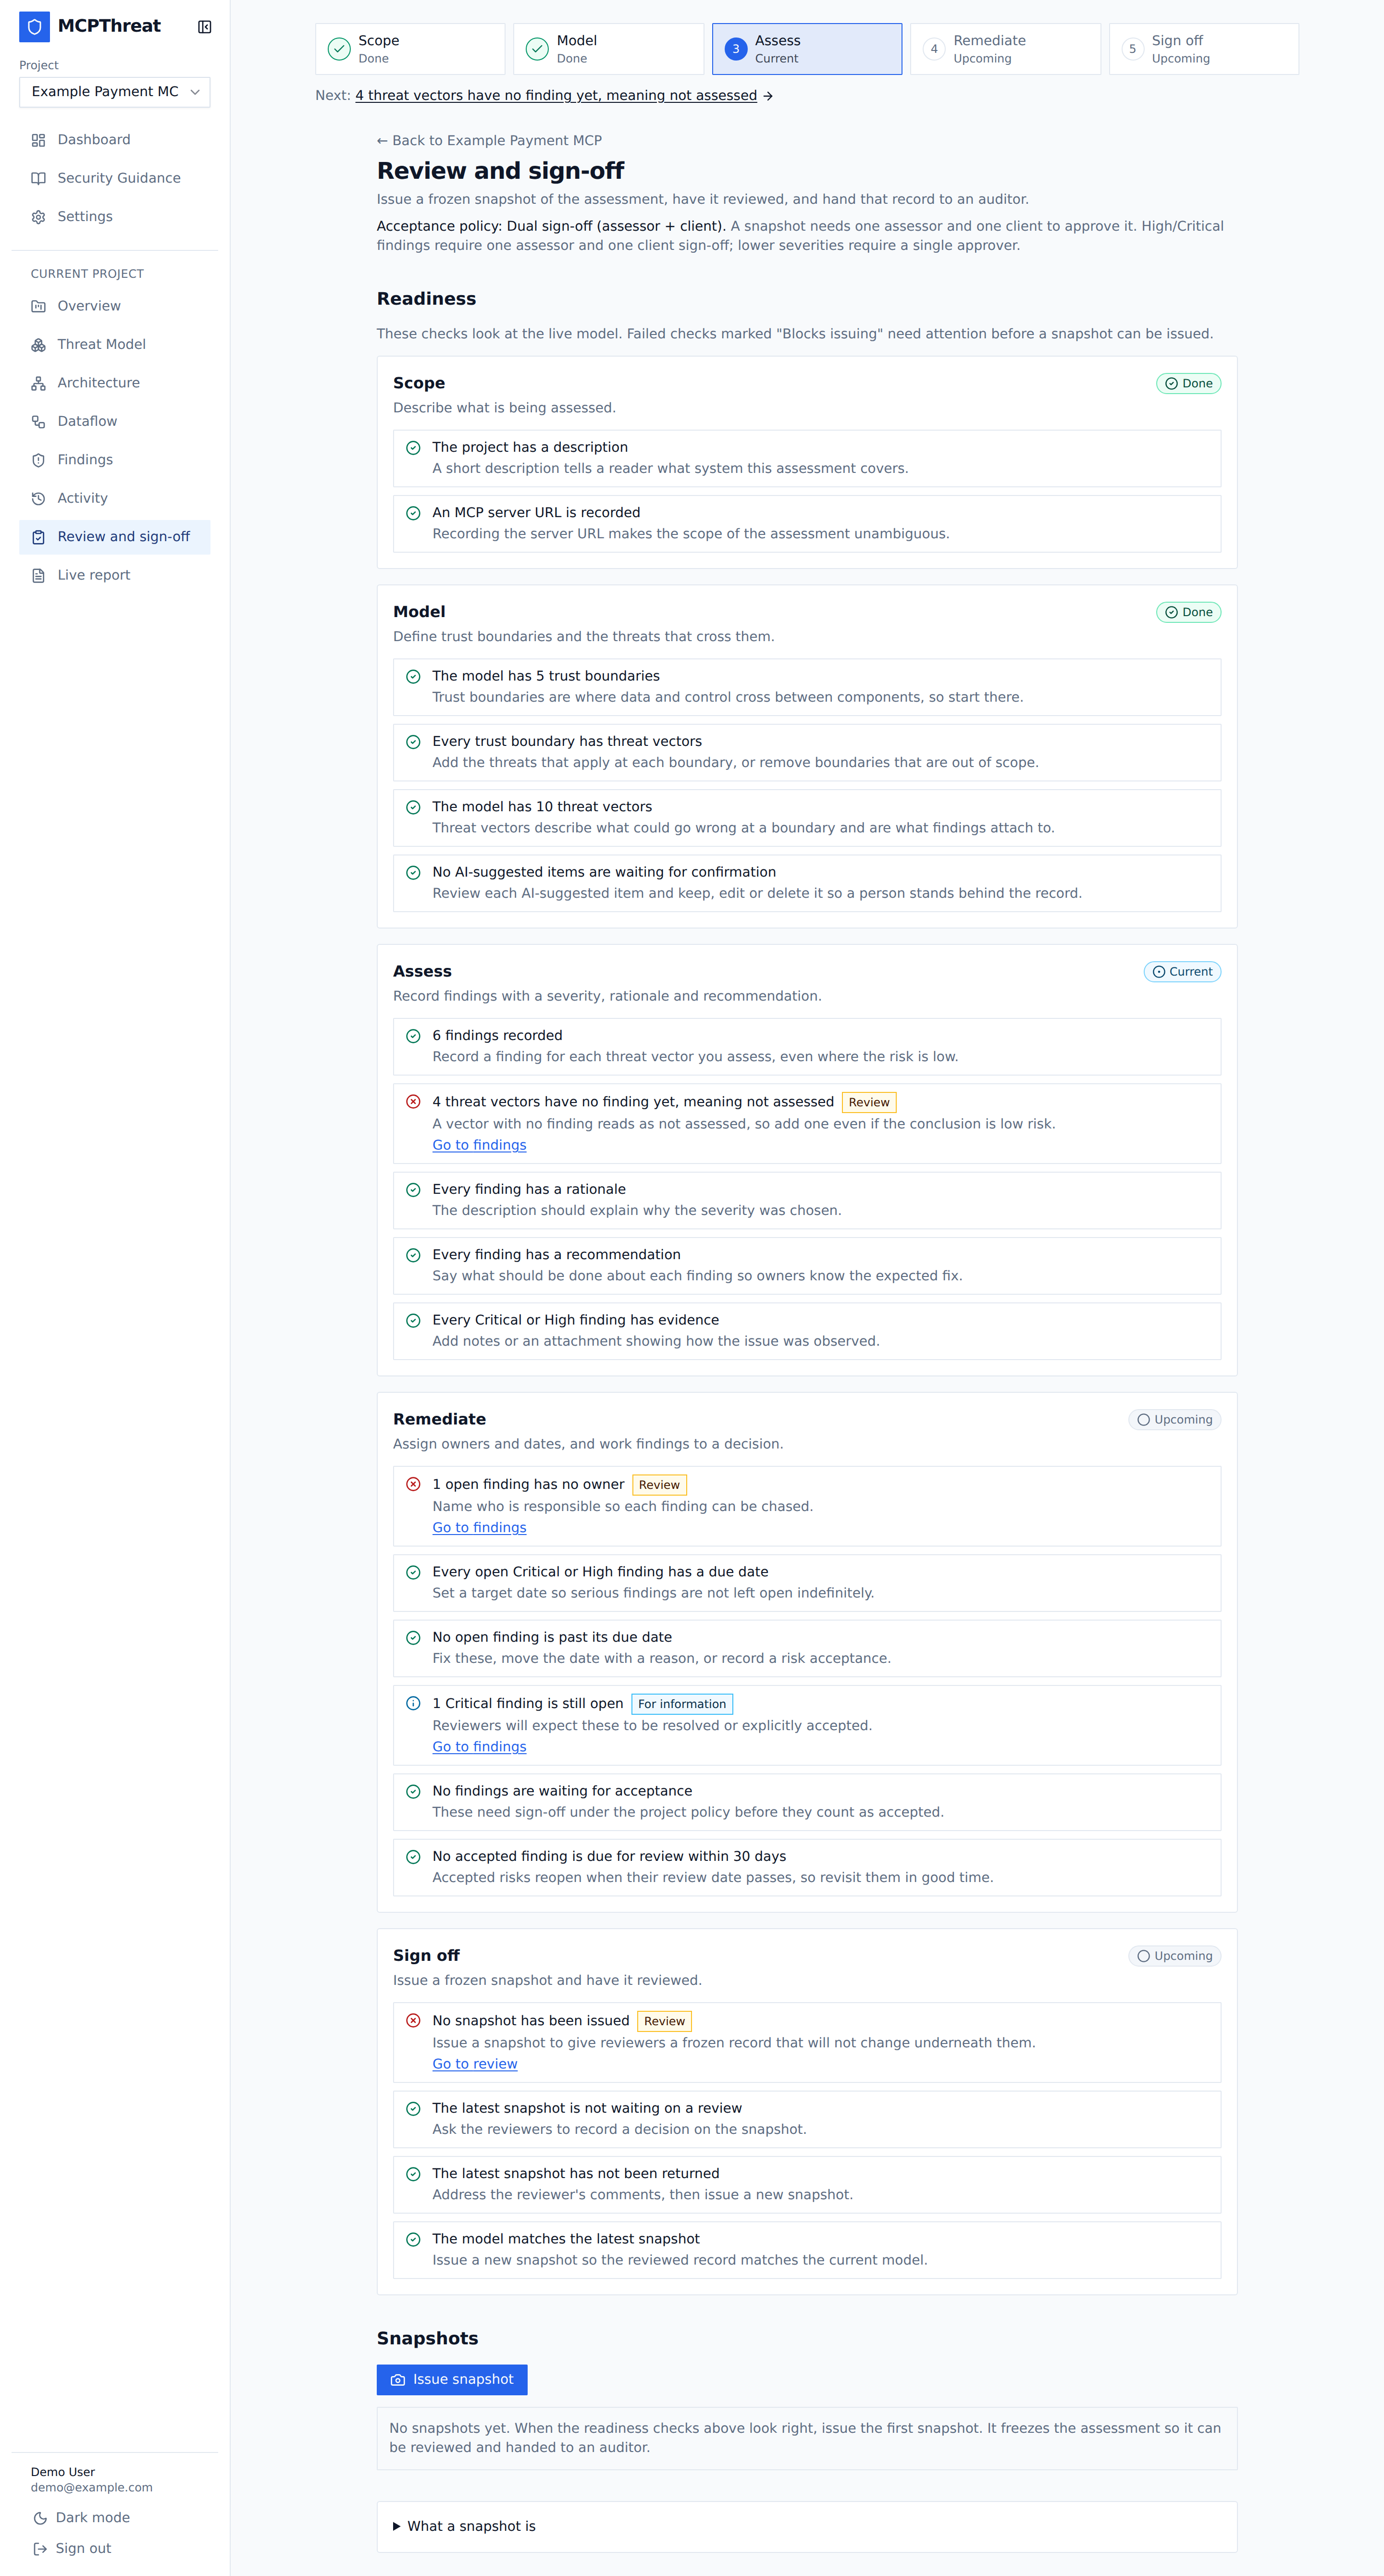 MCPThreat
Project
Example Payment MC
Dashboard
Security Guidance
Settings
CURRENT PROJECT
Overview
Threat Model
Architecture
Dataflow
Findings
Activity
Review and sign-off
Live report
Demo User
demo@example.com
Dark mode
Sign out
Scope
Done
Model
Done
3
Assess
Current
4
Remediate
Upcoming
5
Sign off
Upcoming
Next: 4 threat vectors have no finding yet, meaning not assessed →
← Back to Example Payment MCP
Review and sign-off
Issue a frozen snapshot of the assessment, have it reviewed, and hand that record to an auditor.
Acceptance policy: Dual sign-off (assessor + client). A snapshot needs one assessor and one client to approve it. High/Critical
findings require one assessor and one client sign-off; lower severities require a single approver.
Readiness
These checks look at the live model. Failed checks marked "Blocks issuing" need attention before a snapshot can be issued.
Scope
Done
Describe what is being assessed.
The project has a description
A short description tells a reader what system this assessment covers.
An MCP server URL is recorded
Recording the server URL makes the scope of the assessment unambiguous.
Model
Done
Define trust boundaries and the threats that cross them.
The model has 5 trust boundaries
Trust boundaries are where data and control cross between components, so start there.
Every trust boundary has threat vectors
Add the threats that apply at each boundary, or remove boundaries that are out of scope.
The model has 10 threat vectors
Threat vectors describe what could go wrong at a boundary and are what findings attach to.
No AI-suggested items are waiting for confirmation
Review each AI-suggested item and keep, edit or delete it so a person stands behind the record.
Assess
Current
Record findings with a severity, rationale and recommendation.
6 findings recorded
Record a finding for each threat vector you assess, even where the risk is low.
4 threat vectors have no finding yet, meaning not assessed Review
A vector with no finding reads as not assessed, so add one even if the conclusion is low risk.
Go to findings
Every finding has a rationale
The description should explain why the severity was chosen.
Every finding has a recommendation
Say what should be done about each finding so owners know the expected fix.
Every Critical or High finding has evidence
Add notes or an attachment showing how the issue was observed.
Remediate
Upcoming
Assign owners and dates, and work findings to a decision.
1 open finding has no owner Review
Name who is responsible so each finding can be chased.
Go to findings
Every open Critical or High finding has a due date
Set a target date so serious findings are not left open indefinitely.
No open finding is past its due date
Fix these, move the date with a reason, or record a risk acceptance.
1 Critical finding is still open For information
Reviewers will expect these to be resolved or explicitly accepted.
Go to findings
No findings are waiting for acceptance
These need sign-off under the project policy before they count as accepted.
No accepted finding is due for review within 30 days
Accepted risks reopen when their review date passes, so revisit them in good time.
Sign off
Upcoming
Issue a frozen snapshot and have it reviewed.
No snapshot has been issued Review
Issue a snapshot to give reviewers a frozen record that will not change underneath them.
Go to review
The latest snapshot is not waiting on a review
Ask the reviewers to record a decision on the snapshot.
The latest snapshot has not been returned
Address the reviewer's comments, then issue a new snapshot.
The model matches the latest snapshot
Issue a new snapshot so the reviewed record matches the current model.
Snapshots
Issue snapshot
No snapshots yet. When the readiness checks above look right, issue the first snapshot. It freezes the assessment so it can
be reviewed and handed to an auditor.
What a snapshot is